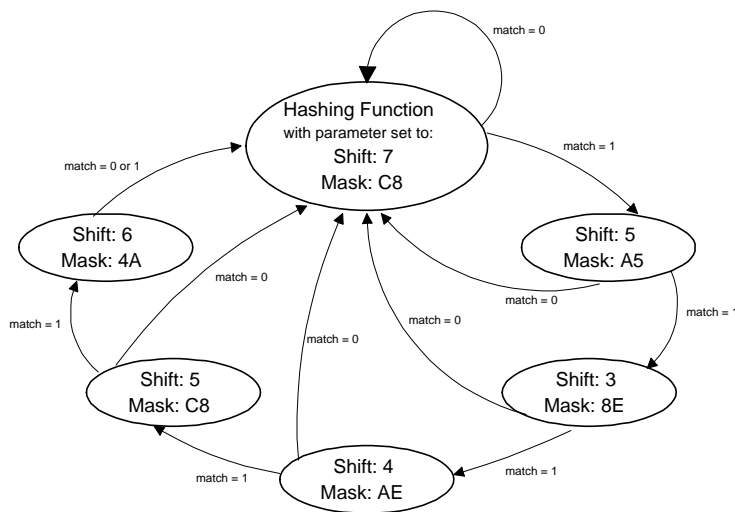 match = 0
Hashing Function
with parameter set to:
Shift: 7
Mask: C8
match = 1
match = 0 or 1
Shift: 6
Mask: 4A
Shift: 5
Mask: A5
match = 0
match = 0
match = 1
match = 0
match = 1
match = 0
Shift: 5
Mask: C8
Shift: 3
Mask: 8E
match = 1
Shift: 4
Mask: AE
match = 1